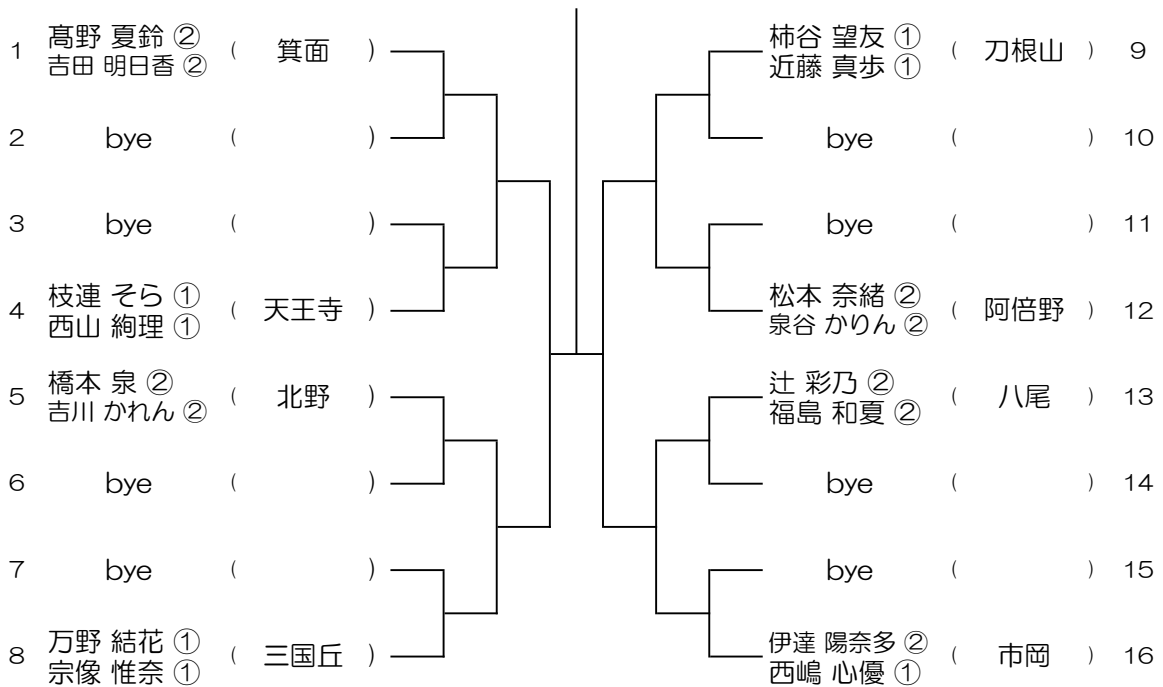 1 髙野 夏鈴 ② ( 箕面 )
吉田 明日香 ②
2 bye ( )
3 bye ( )
4 枝連 そら ① ( 天王寺 )
西山 絢理 ①
5 橋本 泉 ② ( 北野 )
吉川 かれん ②
6 bye ( )
7 bye ( )
8 万野 結花 ① ( 三国丘 )
宗像 惟奈 ①
柿谷 望友 ① ( 刀根山 ) 9
近藤 真歩 ①
bye ( ) 10
bye ( ) 11
松本 奈緒 ② ( 阿倍野 ) 12
泉谷 かりん ②
辻 彩乃 ② ( 八尾 ) 13
福島 和夏 ②
bye ( ) 14
bye ( ) 15
伊達 陽奈多 ② ( 市岡 ) 16
西嶋 心優 ①